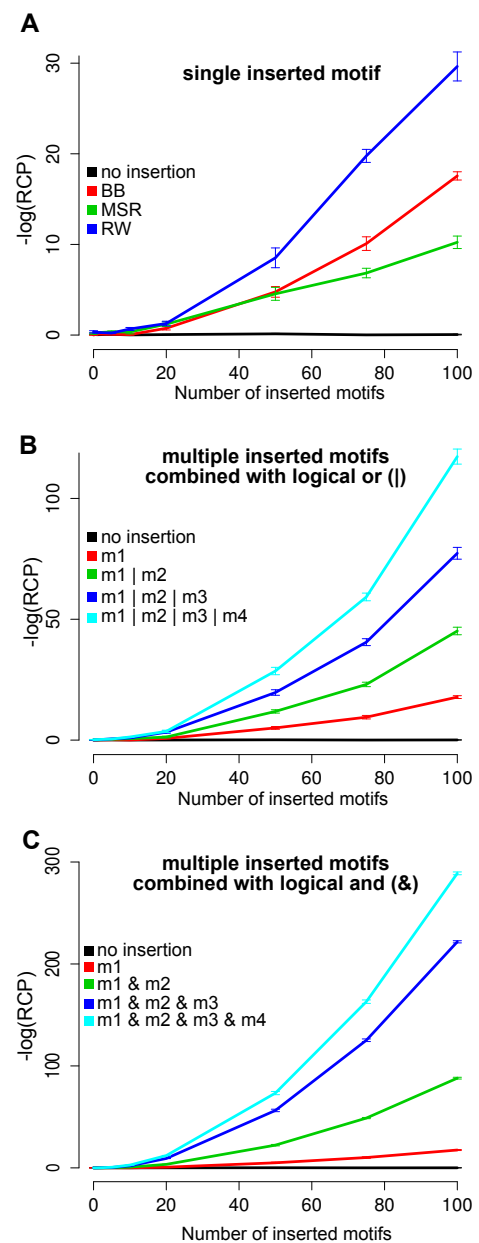 A
single inserted motif
-log(RCP)
30
20
10
0
no insertion
BB
MSR
RW
0 20 40 60 80 100
Number of inserted motifs
B
multiple inserted motifs
combined with logical or (|)
-log(RCP)
100
50
0
no insertion
m1
m1 | m2
m1 | m2 | m3
m1 | m2 | m3 | m4
0 20 40 60 80 100
Number of inserted motifs
C
multiple inserted motifs
combined with logical and (&)
-log(RCP)
300
200
100
0
no insertion
m1
m1 & m2
m1 & m2 & m3
m1 & m2 & m3 & m4
0 20 40 60 80 100
Number of inserted motifs